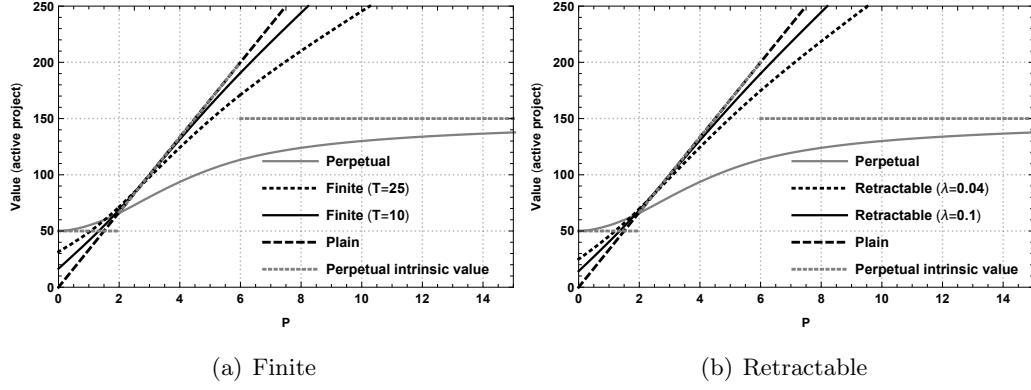 250
200
150
100
50
0
Value (active project)
Perpetual
Finite (T=25)
Finite (T=10)
Plain
Perpetual intrinsic value
0 2 4 6 8 10 12 14
P
(a) Finite
250
200
150
100
50
0
Value (active project)
Perpetual
Retractable (λ=0.04)
Retractable (λ=0.1)
Plain
Perpetual intrinsic value
0 2 4 6 8 10 12 14
P
(b) Retractable